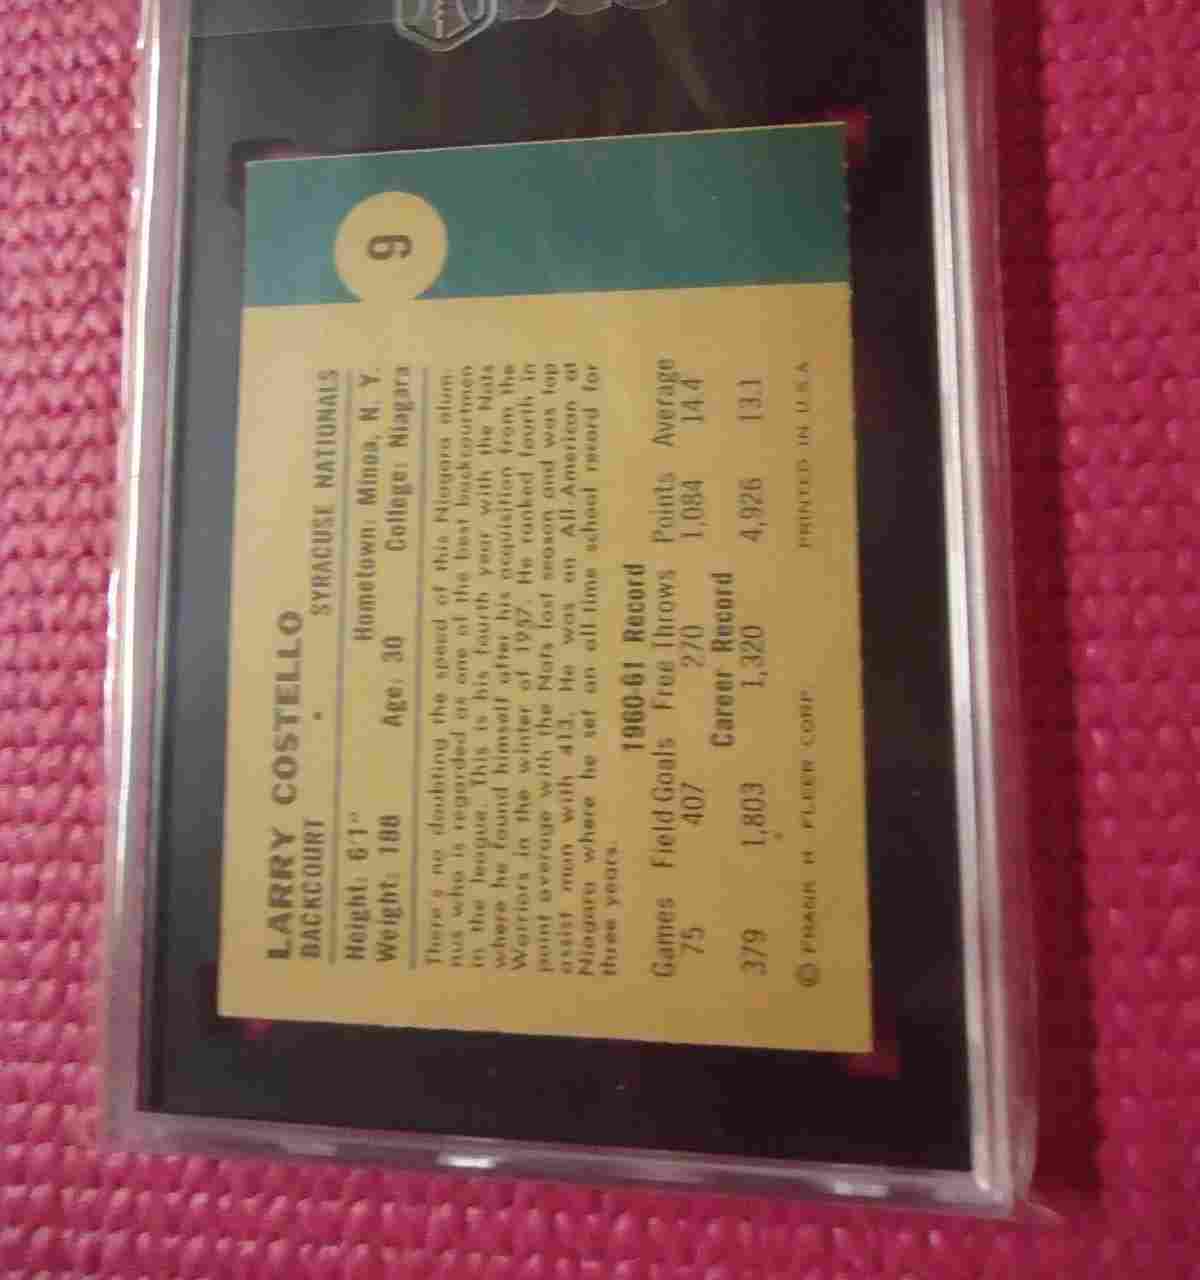 9
LARRY COSTELLO
BACKCOURT • SYRACUSE NATIONALS
Height: 6'1" Hometown: Minoa, N. Y.
Weight: 188 Age: 30 College: Niagara
There's no doubting the speed of this Niagara alum-
nus who is regarded as one of the best backcourtmen
in the league. This is his fourth year with the Nats
where he found himself after his acquisition from the
Warriors in the winter of 1957. He ranked fourth in
point average with the Nats last season and was top
assist man with 413. He was an All-American at
Niagara where he set an all-time school record for
three years.
1960-61 Record
Games Field Goals Free Throws Points Average
75 407 270 1,084 14.4
Career Record
379 1,803 1,320 4,926 13.1
© FRANK H. FLEER CORP. PRINTED IN U.S.A.